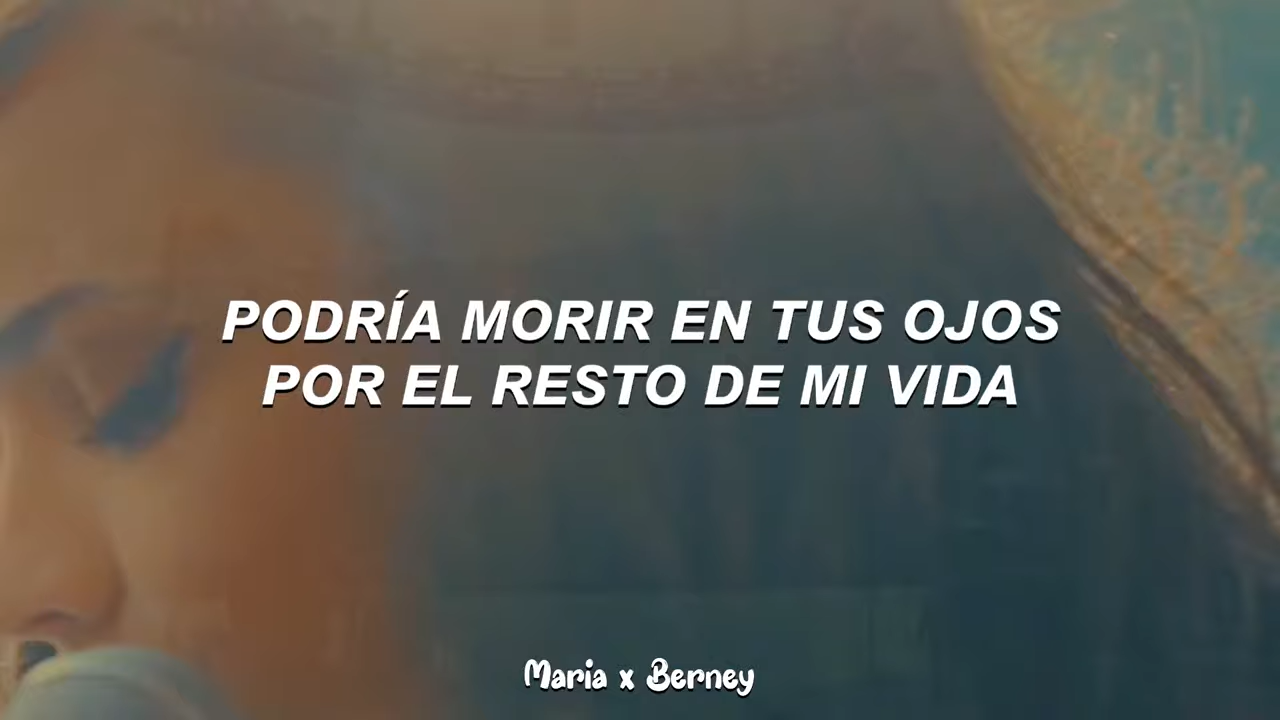 PODRÍA MORIR EN TUS OJOS
POR EL RESTO DE MI VIDA
Maria x Berney